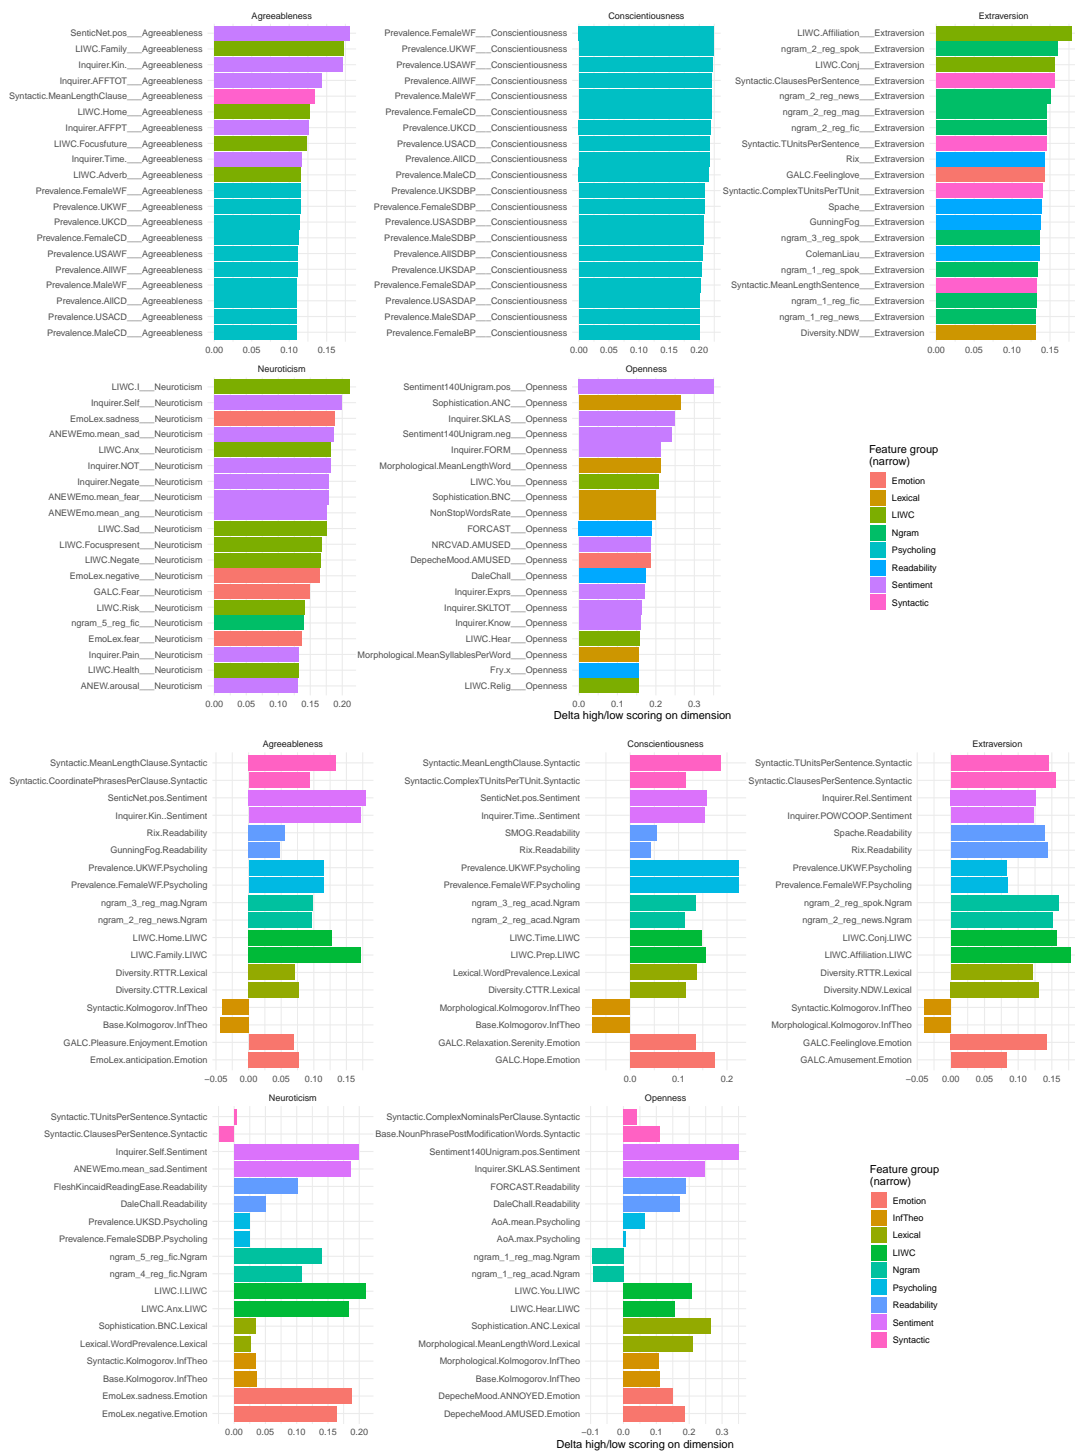 Agreeableness
SenticNet.pos___Agreeableness
LIWC.Family___Agreeableness
Inquirer.Kin.___Agreeableness
Inquirer.AFFTOT___Agreeableness
Syntactic.MeanLengthClause___Agreeableness
LIWC.Home___Agreeableness
Inquirer.AFFPT___Agreeableness
LIWC.Focusfuture___Agreeableness
Inquirer.Time.___Agreeableness
LIWC.Adverb___Agreeableness
Prevalence.FemaleWF___Agreeableness
Prevalence.UKWF___Agreeableness
Prevalence.UKCD___Agreeableness
Prevalence.FemaleCD___Agreeableness
Prevalence.USAWF___Agreeableness
Prevalence.AllWF___Agreeableness
Prevalence.MaleWF___Agreeableness
Prevalence.AllCD___Agreeableness
Prevalence.USACD___Agreeableness
Prevalence.MaleCD___Agreeableness
0.00 0.05 0.10 0.15
Conscientiousness
Prevalence.FemaleWF___Conscientiousness
Prevalence.UKWF___Conscientiousness
Prevalence.USAWF___Conscientiousness
Prevalence.AllWF___Conscientiousness
Prevalence.MaleWF___Conscientiousness
Prevalence.FemaleCD___Conscientiousness
Prevalence.UKCD___Conscientiousness
Prevalence.USACD___Conscientiousness
Prevalence.AllCD___Conscientiousness
Prevalence.MaleCD___Conscientiousness
Prevalence.UKSDBP___Conscientiousness
Prevalence.FemaleSDBP___Conscientiousness
Prevalence.USASDBP___Conscientiousness
Prevalence.MaleSDBP___Conscientiousness
Prevalence.AllSDBP___Conscientiousness
Prevalence.UKSDAP___Conscientiousness
Prevalence.FemaleSDAP___Conscientiousness
Prevalence.USASDAP___Conscientiousness
Prevalence.MaleSDAP___Conscientiousness
Prevalence.FemaleBP___Conscientiousness
0.00 0.05 0.10 0.15 0.20
Extraversion
LIWC.Affiliation___Extraversion
ngram_2_reg_spok___Extraversion
LIWC.Conj___Extraversion
Syntactic.ClausesPerSentence___Extraversion
ngram_2_reg_news___Extraversion
ngram_2_reg_mag___Extraversion
ngram_2_reg_fic___Extraversion
Syntactic.TUnitsPerSentence___Extraversion
Rix___Extraversion
GALC.Feelinglove___Extraversion
Syntactic.ComplexTUnitsPerTUnit___Extraversion
Spache___Extraversion
GunningFog___Extraversion
ngram_3_reg_spok___Extraversion
ColemanLiau___Extraversion
ngram_1_reg_spok___Extraversion
Syntactic.MeanLengthSentence___Extraversion
ngram_1_reg_fic___Extraversion
ngram_1_reg_news___Extraversion
Diversity.NDW___Extraversion
0.00 0.05 0.10 0.15
Neuroticism
LIWC.I___Neuroticism
Inquirer.Self___Neuroticism
EmoLex.sadness___Neuroticism
ANEWEmo.mean_sad___Neuroticism
LIWC.Anx___Neuroticism
Inquirer.NOT___Neuroticism
Inquirer.Negate___Neuroticism
ANEWEmo.mean_fear___Neuroticism
ANEWEmo.mean_ang___Neuroticism
LIWC.Sad___Neuroticism
LIWC.Focuspresent___Neuroticism
LIWC.Negate___Neuroticism
EmoLex.negative___Neuroticism
GALC.Fear___Neuroticism
LIWC.Risk___Neuroticism
ngram_5_reg_fic___Neuroticism
EmoLex.fear___Neuroticism
Inquirer.Pain___Neuroticism
LIWC.Health___Neuroticism
ANEW.arousal___Neuroticism
0.00 0.05 0.10 0.15 0.20
Openness
Sentiment140Unigram.pos___Openness
Sophistication.ANC___Openness
Inquirer.SKLAS___Openness
Sentiment140Unigram.neg___Openness
Inquirer.FORM___Openness
Morphological.MeanLengthWord___Openness
LIWC.You___Openness
Sophistication.BNC___Openness
NonStopWordsRate___Openness
FORCAST___Openness
NRCVAD.AMUSED___Openness
DepecheMood.AMUSED___Openness
DaleChall___Openness
Inquirer.Exprs___Openness
Inquirer.SKLTOT___Openness
Inquirer.Know___Openness
LIWC.Hear___Openness
Morphological.MeanSyllablesPerWord___Openness
Fry.x___Openness
LIWC.Relig___Openness
0.0 0.1 0.2 0.3
Delta high/low scoring on dimension
Feature group
(narrow)
Emotion
Lexical
LIWC
Ngram
Psycholing
Readability
Sentiment
Syntactic
Agreeableness
Syntactic.MeanLengthClause.Syntactic
Syntactic.CoordinatePhrasesPerClause.Syntactic
SenticNet.pos.Sentiment
Inquirer.Kin..Sentiment
Rix.Readability
GunningFog.Readability
Prevalence.UKWF.Psycholing
Prevalence.FemaleWF.Psycholing
ngram_3_reg_mag.Ngram
ngram_2_reg_news.Ngram
LIWC.Home.LIWC
LIWC.Family.LIWC
Diversity.RTTR.Lexical
Diversity.CTTR.Lexical
Syntactic.Kolmogorov.InfTheo
Base.Kolmogorov.InfTheo
GALC.Pleasure.Enjoyment.Emotion
EmoLex.anticipation.Emotion
−0.05 0.00 0.05 0.10 0.15
Conscientiousness
Syntactic.MeanLengthClause.Syntactic
Syntactic.ComplexTUnitsPerTUnit.Syntactic
SenticNet.pos.Sentiment
Inquirer.Time..Sentiment
SMOG.Readability
Rix.Readability
Prevalence.UKWF.Psycholing
Prevalence.FemaleWF.Psycholing
ngram_3_reg_acad.Ngram
ngram_2_reg_acad.Ngram
LIWC.Time.LIWC
LIWC.Prep.LIWC
Lexical.WordPrevalence.Lexical
Diversity.CTTR.Lexical
Morphological.Kolmogorov.InfTheo
Base.Kolmogorov.InfTheo
GALC.Relaxation.Serenity.Emotion
GALC.Hope.Emotion
0.0 0.1 0.2
Extraversion
Syntactic.TUnitsPerSentence.Syntactic
Syntactic.ClausesPerSentence.Syntactic
Inquirer.Rel.Sentiment
Inquirer.POWCOOP.Sentiment
Spache.Readability
Rix.Readability
Prevalence.UKWF.Psycholing
Prevalence.FemaleWF.Psycholing
ngram_2_reg_spok.Ngram
ngram_2_reg_news.Ngram
LIWC.Conj.LIWC
LIWC.Affiliation.LIWC
Diversity.RTTR.Lexical
Diversity.NDW.Lexical
Syntactic.Kolmogorov.InfTheo
Morphological.Kolmogorov.InfTheo
GALC.Feelinglove.Emotion
GALC.Amusement.Emotion
−0.05 0.00 0.05 0.10 0.15
Neuroticism
Syntactic.TUnitsPerSentence.Syntactic
Syntactic.ClausesPerSentence.Syntactic
Inquirer.Self.Sentiment
ANEWEmo.mean_sad.Sentiment
FleshKincaidReadingEase.Readability
DaleChall.Readability
Prevalence.UKSD.Psycholing
Prevalence.FemaleSDBP.Psycholing
ngram_5_reg_fic.Ngram
ngram_4_reg_fic.Ngram
LIWC.I.LIWC
LIWC.Anx.LIWC
Sophistication.BNC.Lexical
Lexical.WordPrevalence.Lexical
Syntactic.Kolmogorov.InfTheo
Base.Kolmogorov.InfTheo
EmoLex.sadness.Emotion
EmoLex.negative.Emotion
0.00 0.05 0.10 0.15 0.20
Openness
Syntactic.ComplexNominalsPerClause.Syntactic
Base.NounPhrasePostModificationWords.Syntactic
Sentiment140Unigram.pos.Sentiment
Inquirer.SKLAS.Sentiment
FORCAST.Readability
DaleChall.Readability
AoA.mean.Psycholing
AoA.max.Psycholing
ngram_1_reg_mag.Ngram
ngram_1_reg_acad.Ngram
LIWC.You.LIWC
LIWC.Hear.LIWC
Sophistication.ANC.Lexical
Morphological.MeanLengthWord.Lexical
Morphological.Kolmogorov.InfTheo
Base.Kolmogorov.InfTheo
DepecheMood.ANNOYED.Emotion
DepecheMood.AMUSED.Emotion
−0.1 0.0 0.1 0.2 0.3
Delta high/low scoring on dimension
Feature group
(narrow)
Emotion
InfTheo
Lexical
LIWC
Ngram
Psycholing
Readability
Sentiment
Syntactic